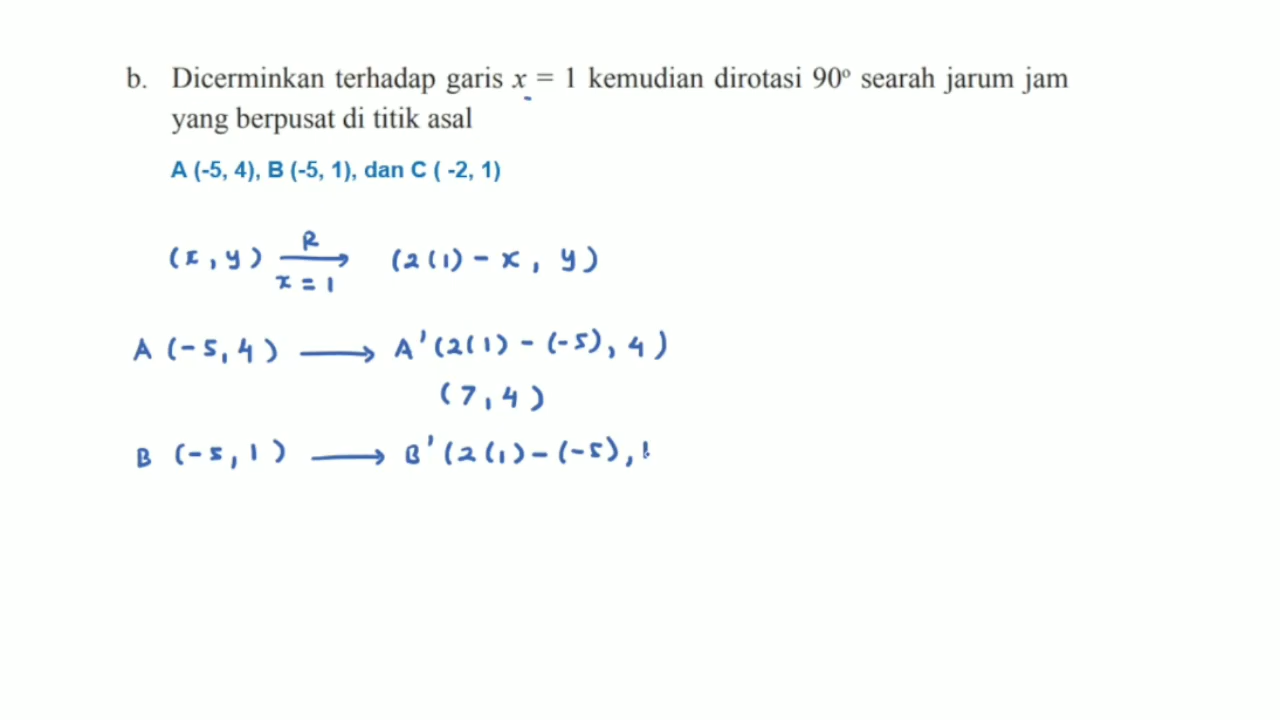 b. Dicerminkan terhadap garis x = 1 kemudian dirotasi 90º searah jarum jam
yang berpusat di titik asal
A (-5, 4), B (-5, 1), dan C ( -2, 1)
(x, y) R→ x = 1 (2(1) - x, y)
A (-5, 4) → A'(2(1) - (-5), 4)
(7, 4)
B (-5, 1) → B'(2(1) - (-5), 1